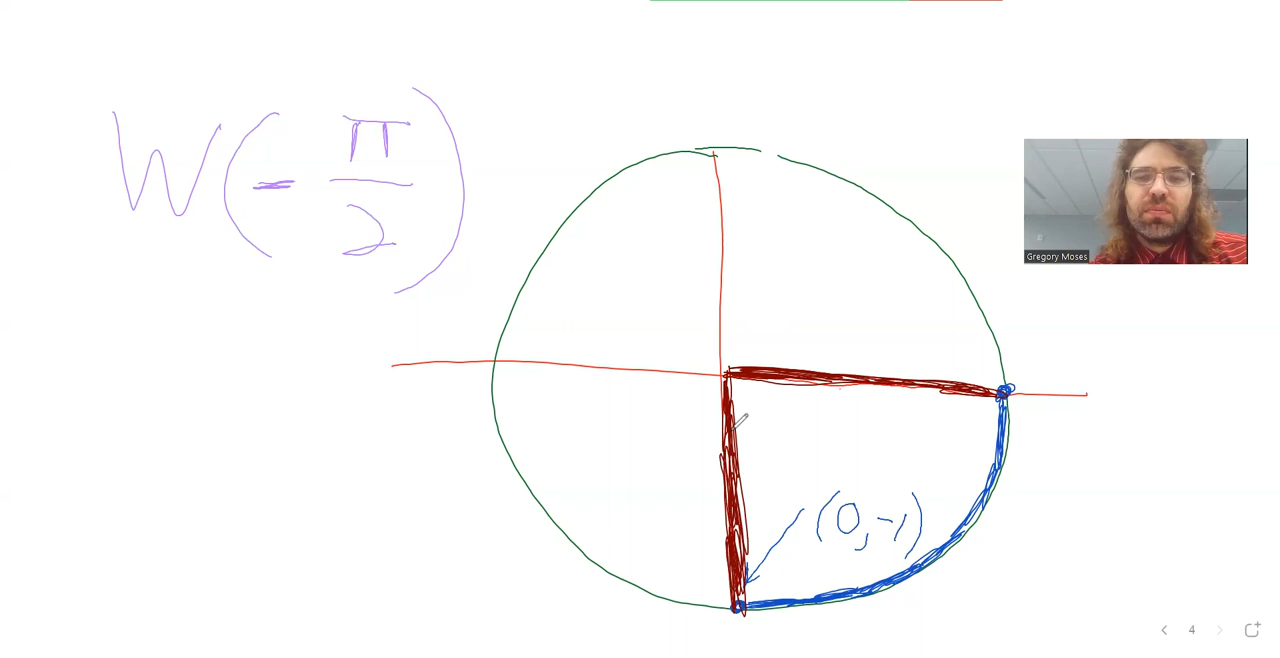 W(-π/2)
Gregory Moses
(0,-1)
4